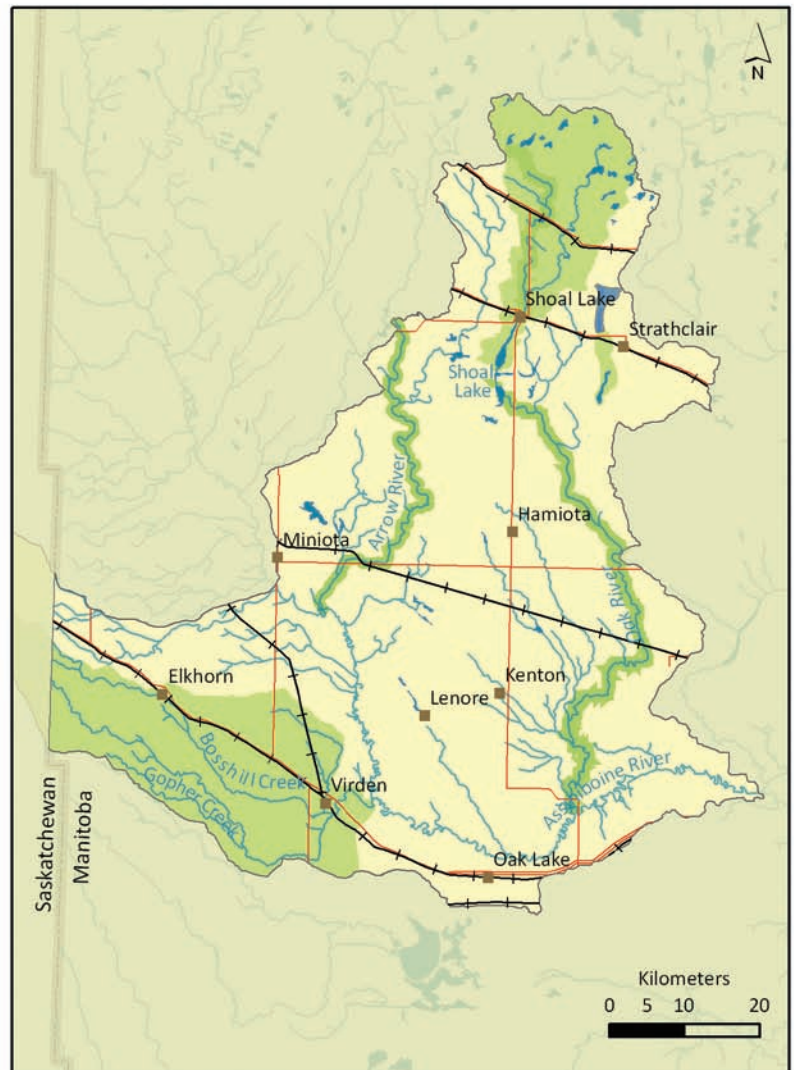 N
Shoal Lake
Strathclair
Shoal
Lake
Arrow River
Hamiota
Miniota
Oak River
Elkhorn
Kenton
Lenore
Bosshill Creek
Gopher Creek
Virden
Assiniboine River
Oak Lake
Saskatchewan
Manitoba
Kilometers
0 5 10 20